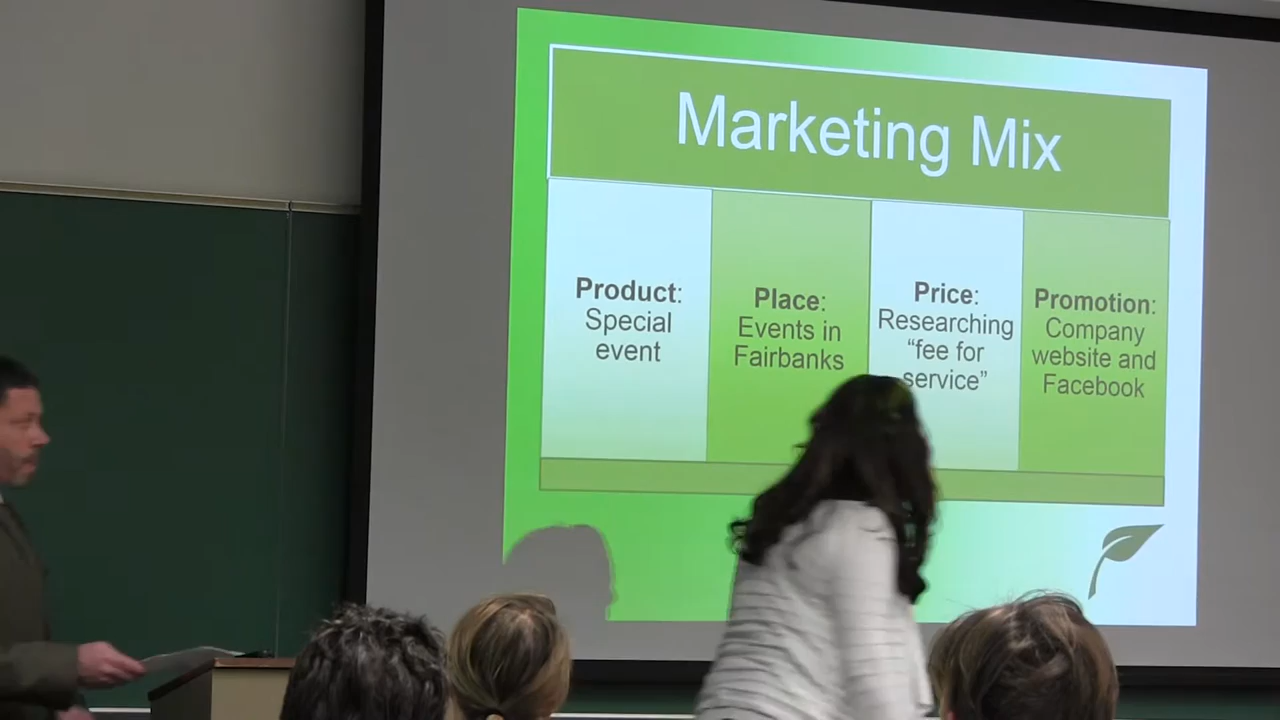 Marketing Mix
Product:
Special
event
Place:
Events in
Fairbanks
Price:
Researching
“fee for
service”
Promotion:
Company
website and
Facebook